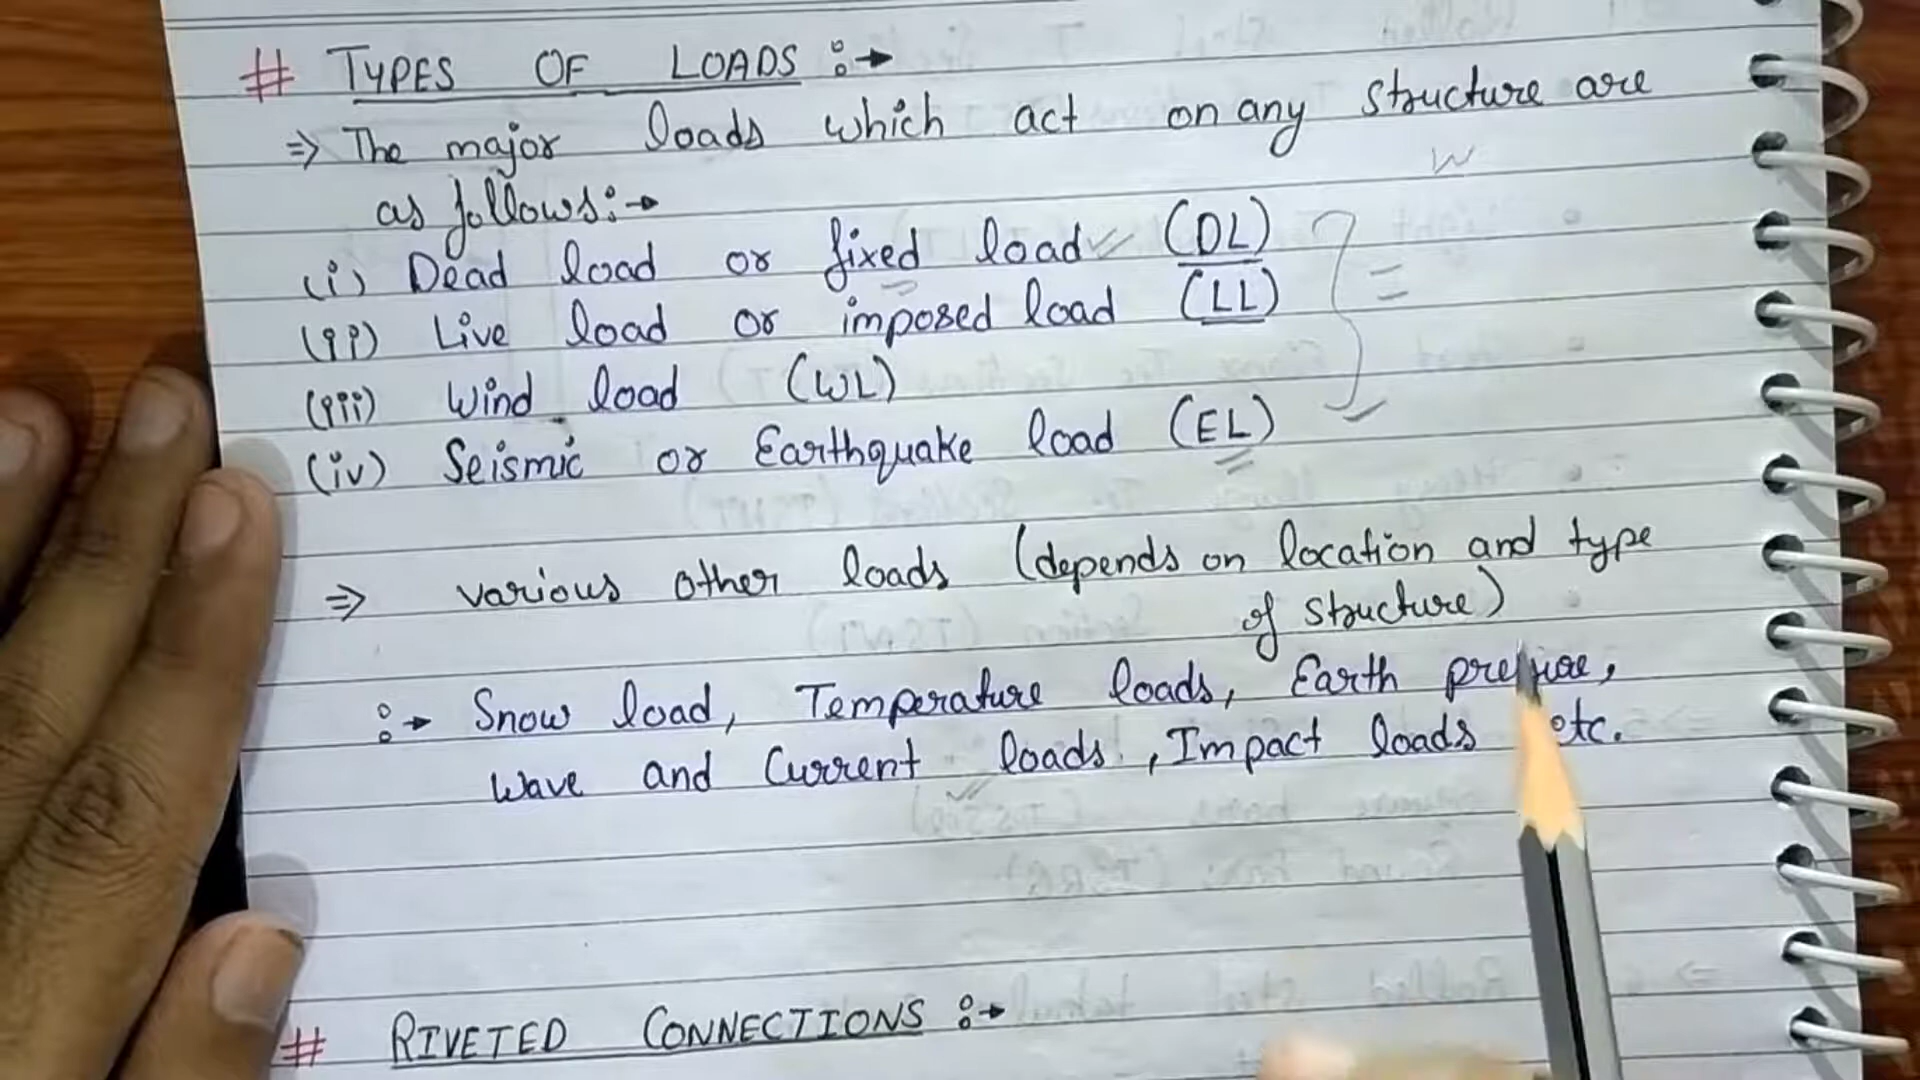 # TYPES OF LOADS :→
⇒ The major loads which act on any structure are
as follows:→
(i) Dead load or fixed load (DL)
(ii) Live load or imposed load (LL)
(iii) Wind load (WL)
(iv) Seismic or Earthquake load (EL)
⇒ various other loads (depends on location and type
of structure)
:→ Snow load, Temperature loads, Earth pressure,
Wave and Current loads, Impact loads etc.
# RIVETED CONNECTIONS :→